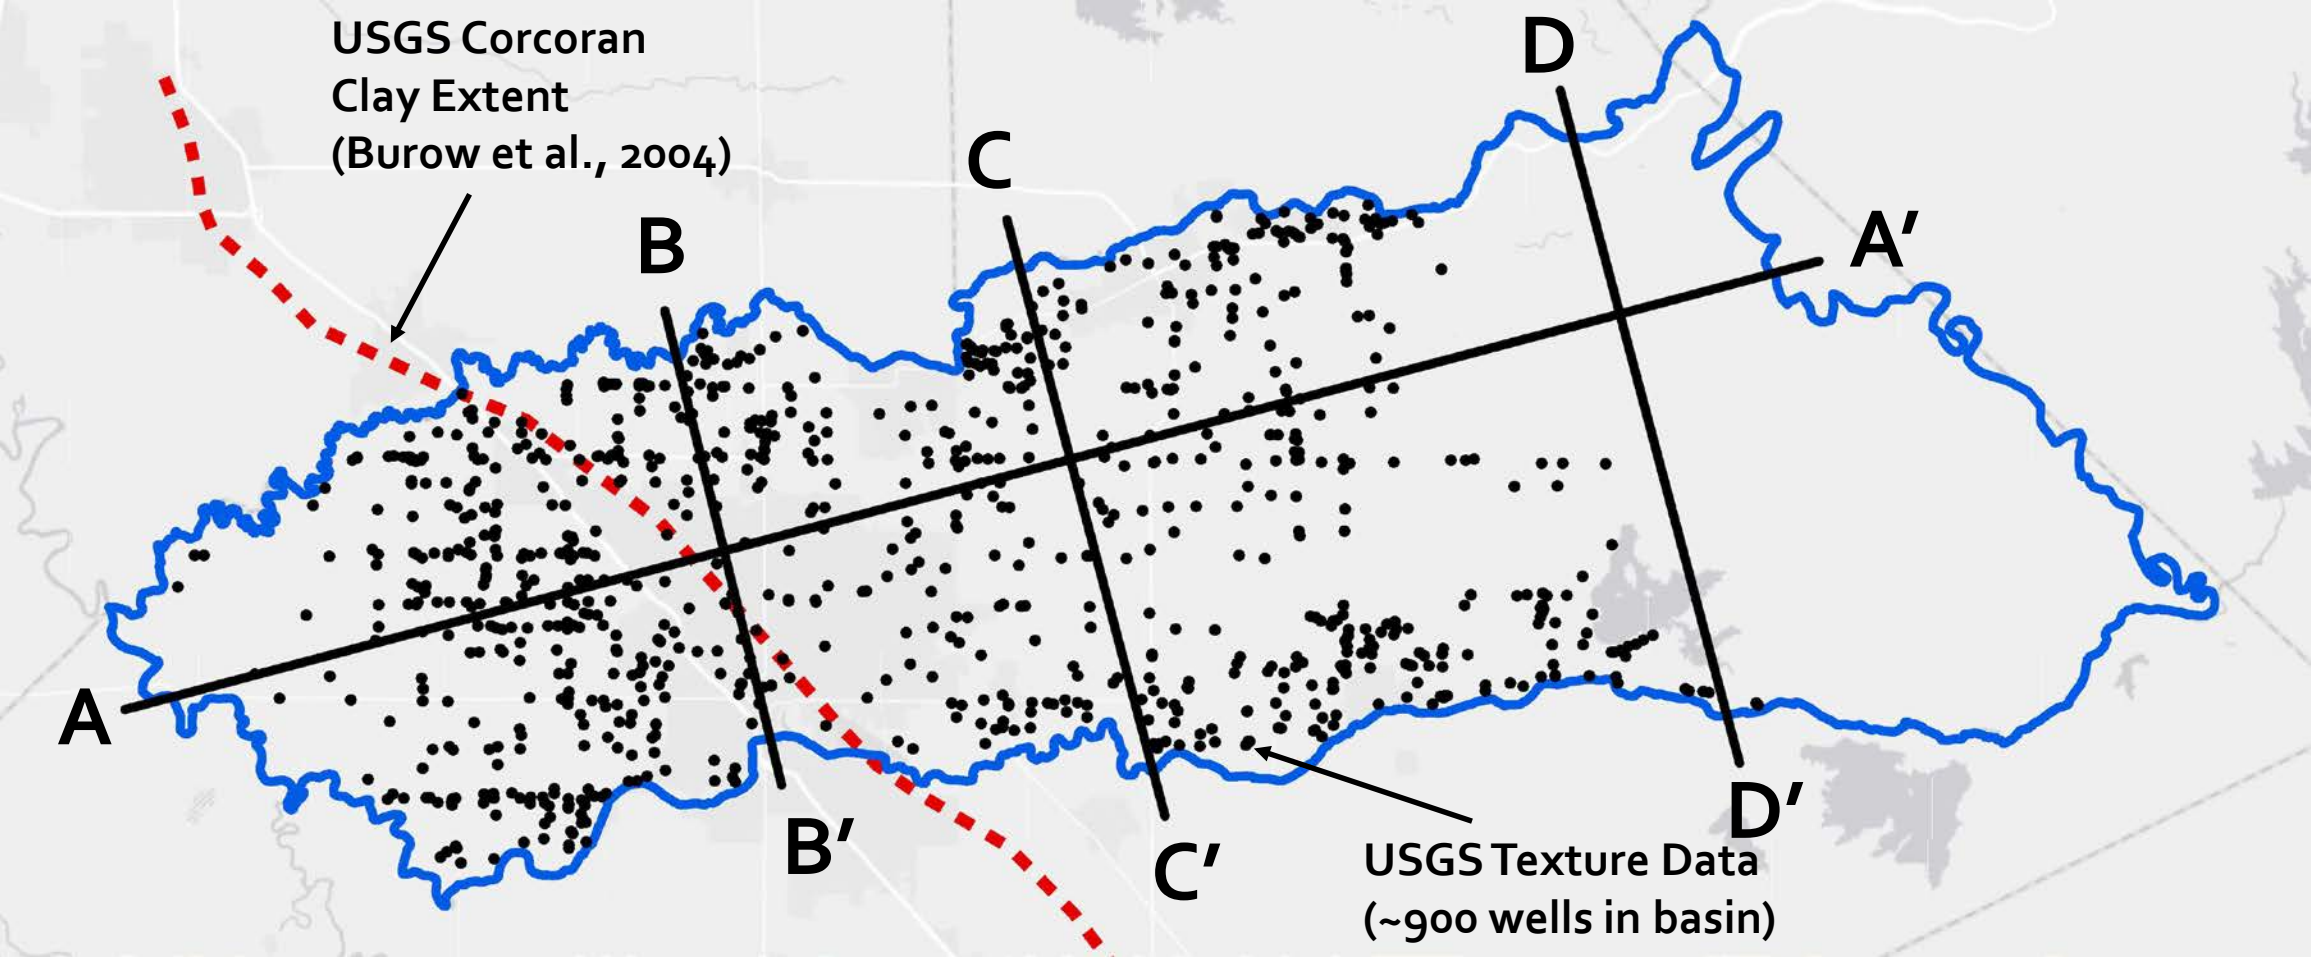 USGS Corcoran
Clay Extent
(Burow et al., 2004)
D
C
B
A'
A
D'
B'
C'
USGS Texture Data
(~900 wells in basin)